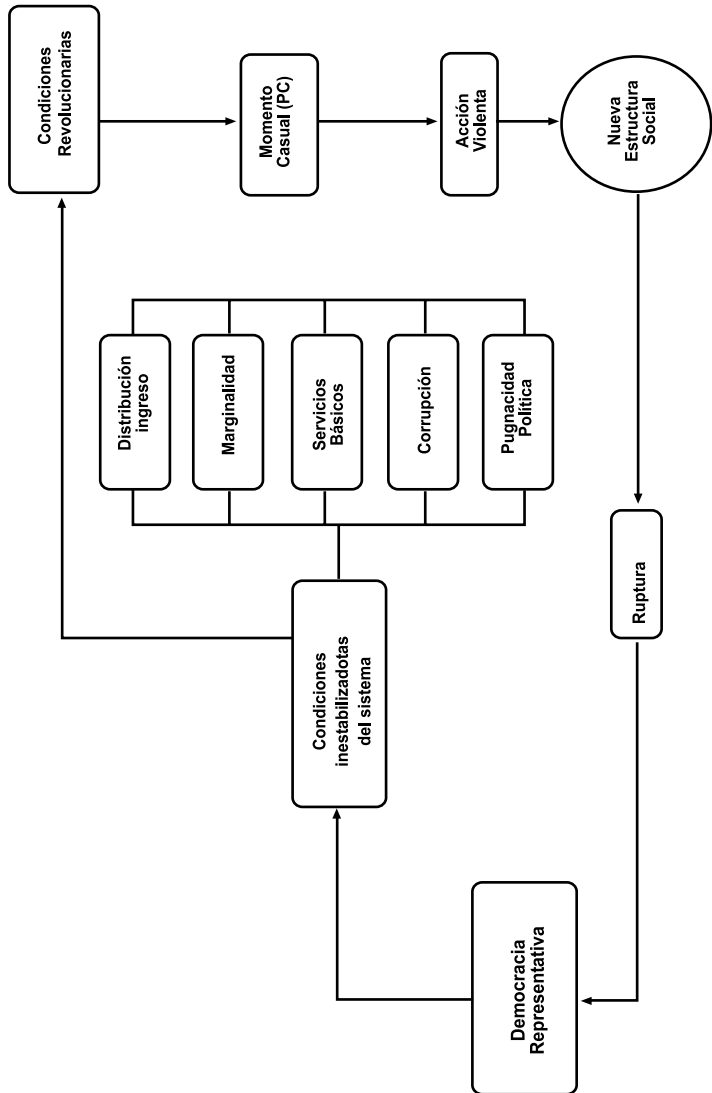 Condiciones
Revolucionarias
Momento
Casual (PC)
Acción
Violenta
Nueva
Estructura
Social
Distribución
ingreso
Marginalidad
Servicios
Básicos
Corrupción
Pugnacidad
Política
Condiciones
inestabilizadotas
del sistema
Ruptura
Democracia
Representativa